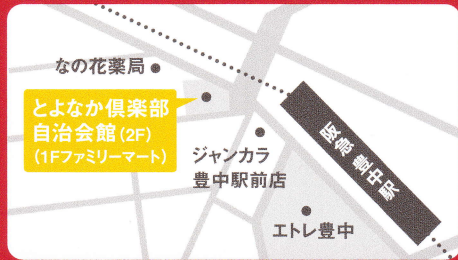 なの花薬局
とよなか倶楽部
自治会館(2F)
(1Fファミリーマート)
ジャンカラ
豊中駅前店
阪急 豊中駅
エトレ豊中